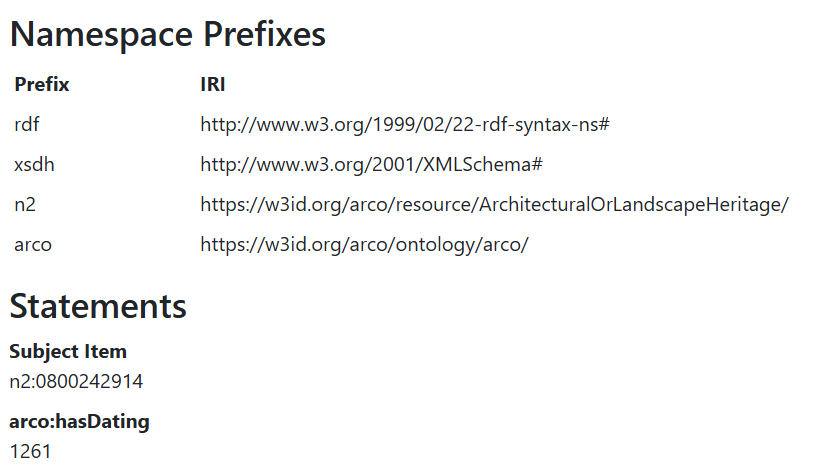 Namespace Prefixes
Prefix IRI
rdf http://www.w3.org/1999/02/22-rdf-syntax-ns#
xsdh http://www.w3.org/2001/XMLSchema#
n2 https://w3id.org/arco/resource/ArchitecturalOrLandscapeHeritage/
arco https://w3id.org/arco/ontology/arco/
Statements
Subject Item
n2:0800242914
arco:hasDating
1261